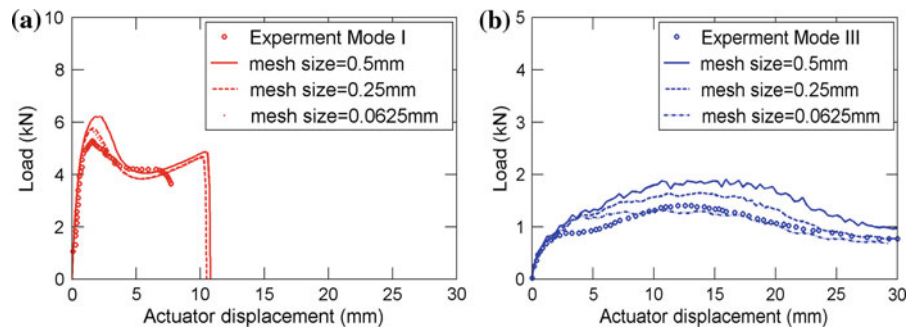 (a)
10
8
6
4
2
0
Load (kN)
0 5 10 15 20 25 30
Actuator displacement (mm)
Experment Mode I
mesh size=0.5mm
mesh size=0.25mm
mesh size=0.0625mm
(b)
5
4
3
2
1
0
Load (kN)
0 5 10 15 20 25 30
Actuator displacement (mm)
Experment Mode III
mesh size=0.5mm
mesh size=0.25mm
mesh size=0.0625mm